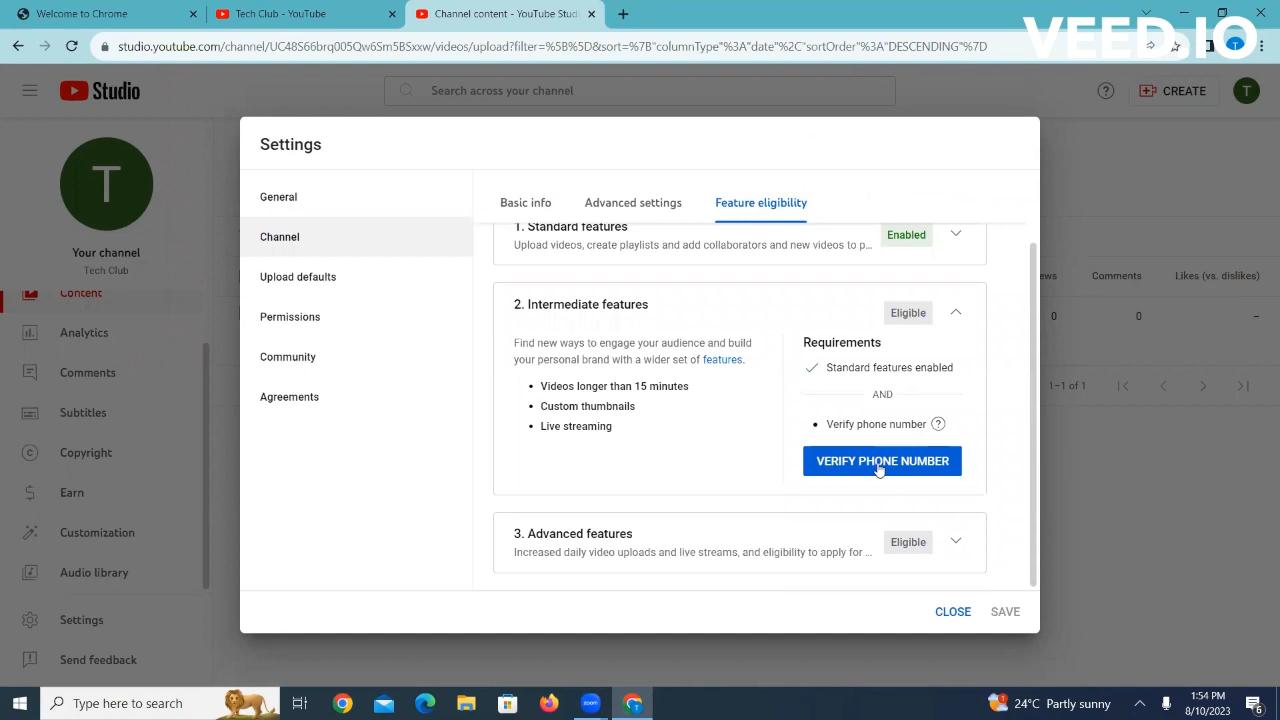 Welcome to Chrome
Tech Club - YouTube
Channel content - YouTube Studi
studio.youtube.com/channel/UC48S66brq005Qw6Sm5BSxxw/videos/upload?filter=%5B%5D&sort=%7B"columnType"%3A"date"%2C"sortOrder"%3A"DESCENDING"%7D
VEED.IO
Studio
Search across your channel
CREATE
T
T
Your channel
Tech Club
Content
Analytics
Comments
Subtitles
Copyright
Earn
Customization
Audio library
Settings
Send feedback
Settings
General
Channel
Upload defaults
Permissions
Community
Agreements
Basic info
Advanced settings
Feature eligibility
1. Standard features
Upload videos, create playlists and add collaborators and new videos to p...
Enabled
2. Intermediate features
Eligible
Find new ways to engage your audience and build
your personal brand with a wider set of features.
• Videos longer than 15 minutes
• Custom thumbnails
• Live streaming
Requirements
Standard features enabled
AND
• Verify phone number
VERIFY PHONE NUMBER
3. Advanced features
Increased daily video uploads and live streams, and eligibility to apply for ...
Eligible
CLOSE
SAVE
ews
Comments
Likes (vs. dislikes)
0
0
–
1–1 of 1
Type here to search
zoom
24°C Partly sunny
1:54 PM
8/10/2023
6